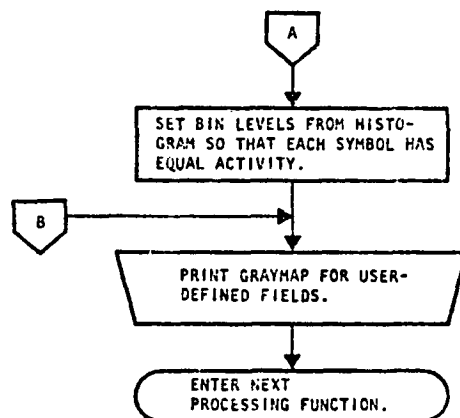 A
SET BIN LEVELS FROM HISTO-
GRAM SO THAT EACH SYMBOL HAS
EQUAL ACTIVITY.
B
PRINT GRAYMAP FOR USER-
DEFINED FIELDS.
ENTER NEXT
PROCESSING FUNCTION.